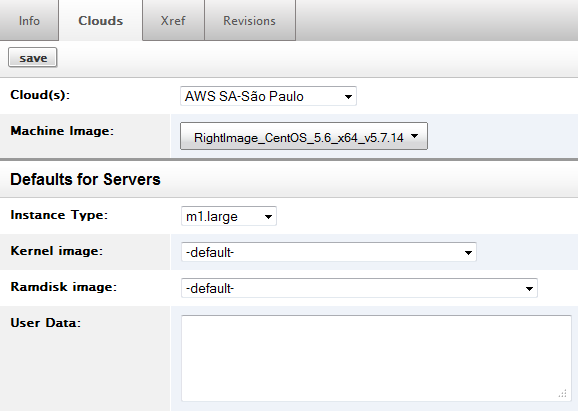 Info Clouds Xref Revisions
save
Cloud(s): AWS SA-São Paulo
Machine Image: RightImage_CentOS_5.6_x64_v5.7.14
Defaults for Servers
Instance Type: m1.large
Kernel image: -default-
Ramdisk image: -default-
User Data: